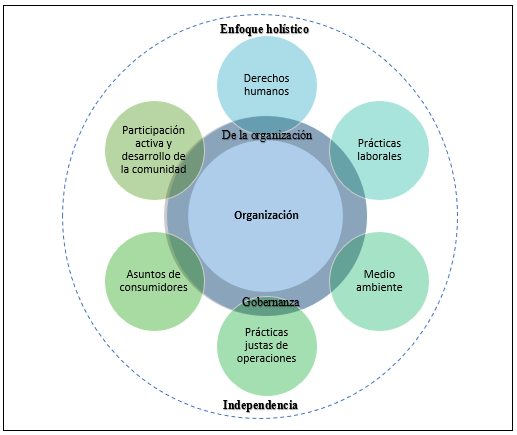 Enfoque holístico
Derechos
humanos
Participación
activa y
desarrollo de
la comunidad
De la organización
Prácticas
laborales
Organización
Asuntos de
consumidores
Medio
ambiente
Gobernanza
Prácticas
justas de
operaciones
Independencia